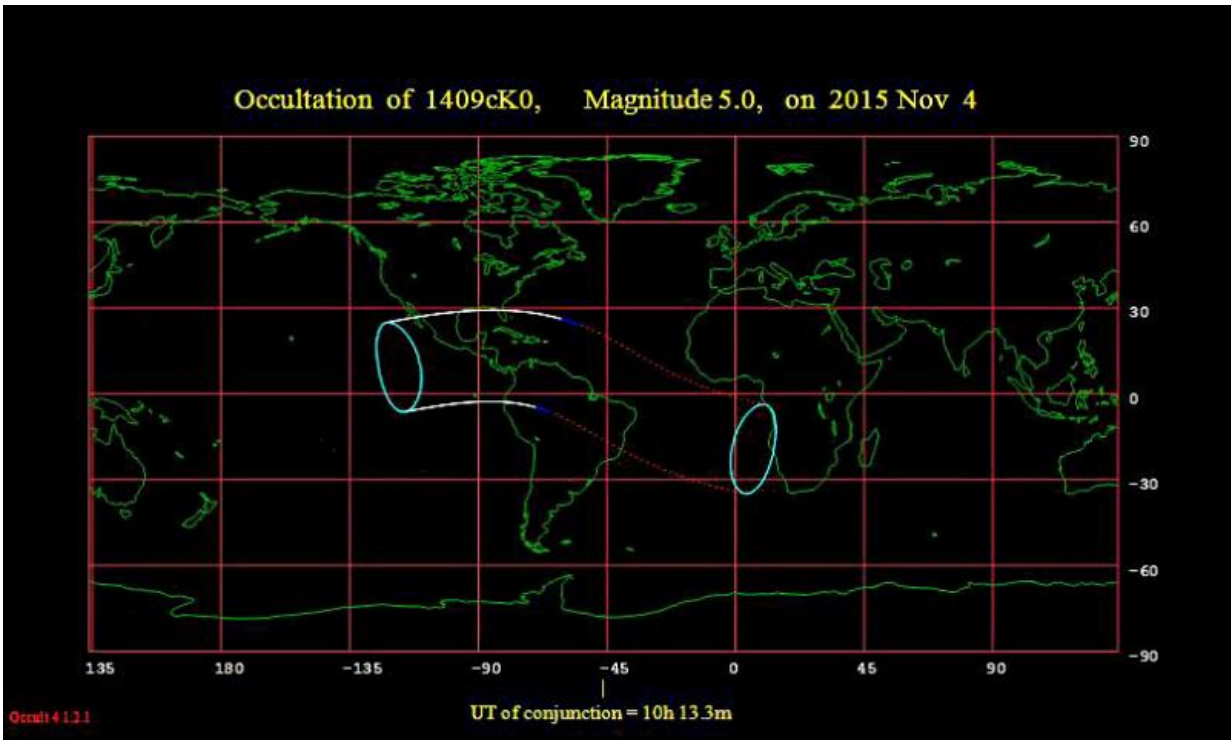 Occultation of 1409cK0, Magnitude 5.0, on 2015 Nov 4
90
60
30
0
-30
-60
-90
135 180 -135 -90 -45 0 45 90
UT of conjunction = 10h 13.3m
Occult 4.1.2.1